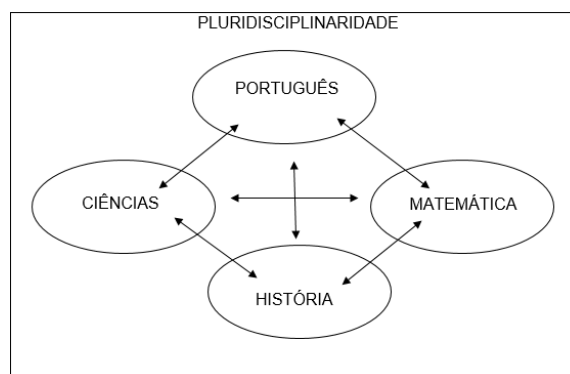 PLURIDISCIPLINARIDADE
PORTUGUÊS
CIÊNCIAS
MATEMÁTICA
HISTÓRIA